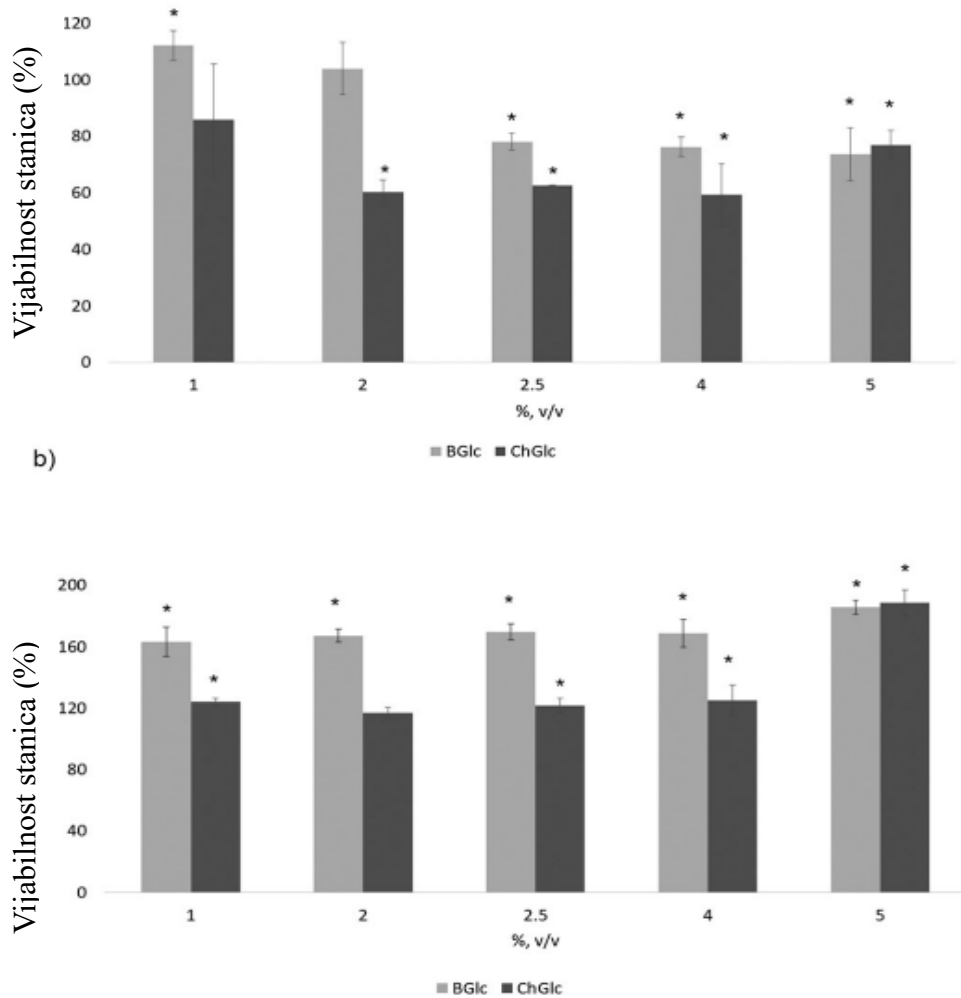 Vijabilnost stanica (%)
*
120
100
80
60
40
20
0
* * * * * * * *
1 2 2.5 4 5
%, v/v
BGlc ChGlc
b)
Vijabilnost stanica (%)
200
160
120
80
40
0
* * * * * * * * *
1 2 2.5 4 5
%, v/v
BGlc ChGlc